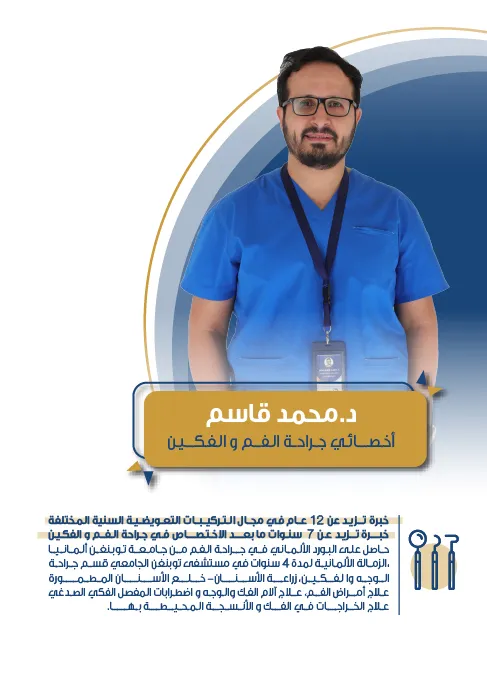 د.محمد قاسم
أخصائي جراحة الفم و الفكين
خبرة تزيد عن 12 عام في مجال التركيبات التعويضية السنية المختلفة
خبرة تزيد عن 7 سنوات ما بعد الاختصاص في جراحة الفم و الفكين
حاصل على البورد الألماني في جراحة الفم من جامعة توبنغن ألمانيا
،الزمالة الألمانية لمدة 4 سنوات في مستشفى توبنغن الجامعي قسم جراحة
الوجه وا لفكين، زراعة الأسنان- خلع الأسنان المطمورة
علاج أمراض الفم، علاج آلام الفك والوجه و اضطرابات المفصل الفكي الصدغي
علاج الخراجات في الفك و الأنسجة المحيطة بها.